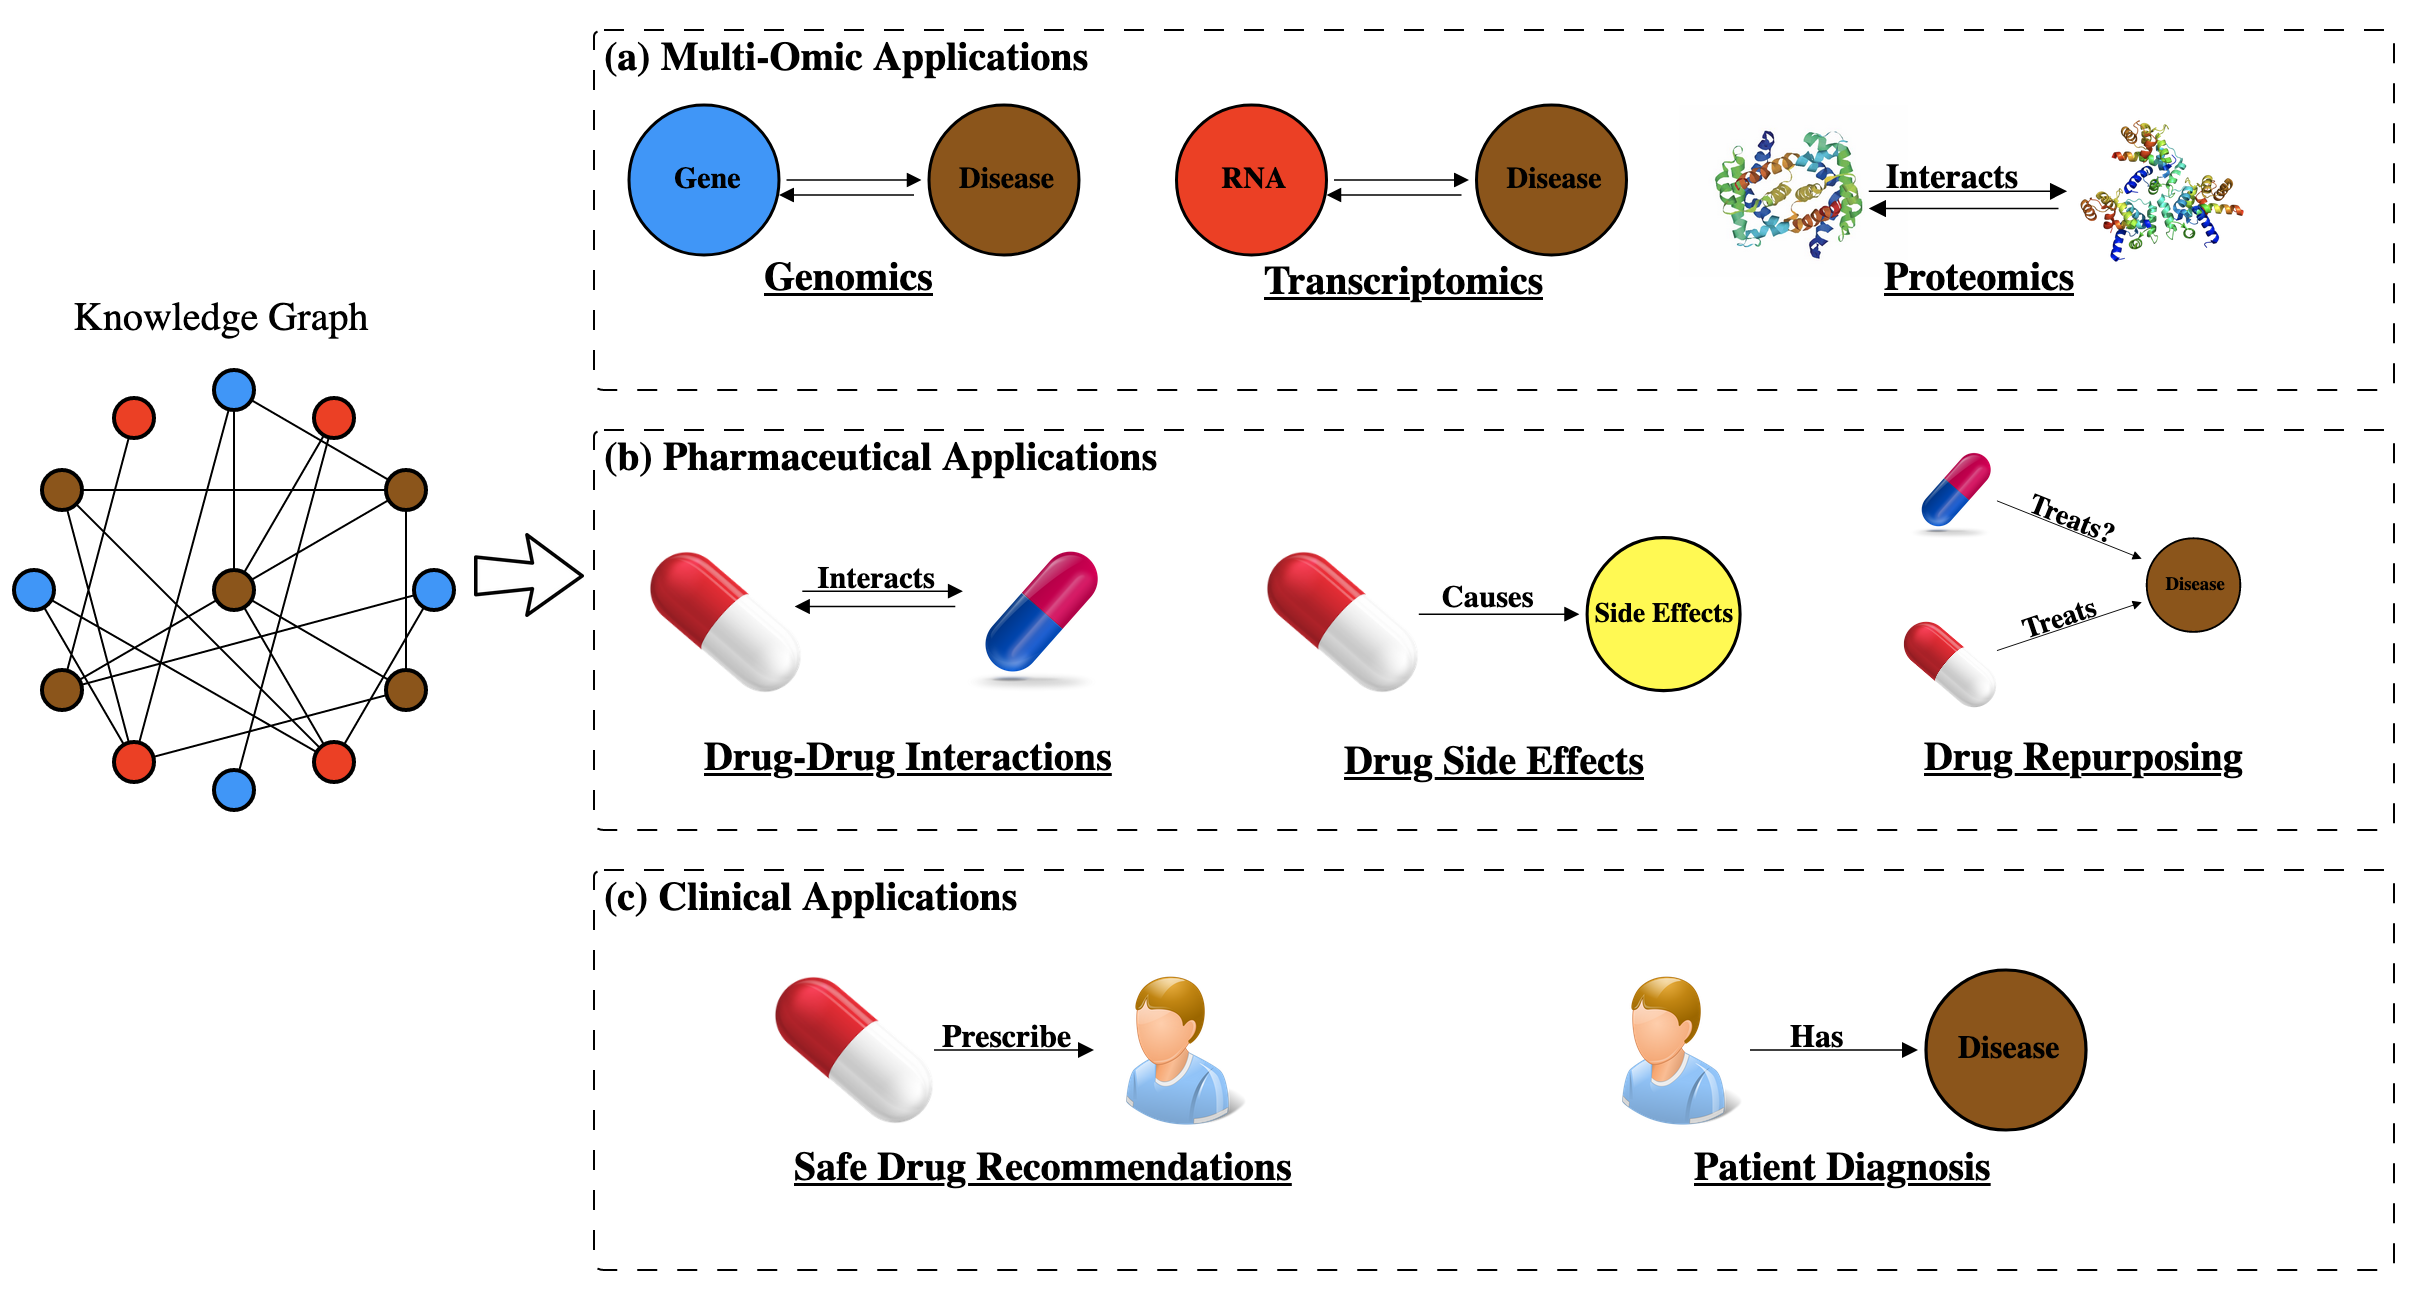 Knowledge Graph
(a) Multi-Omic Applications
Gene
Disease
Genomics
RNA
Disease
Transcriptomics
Interacts
Proteomics
(b) Pharmaceutical Applications
Interacts
Drug-Drug Interactions
Causes
Side Effects
Drug Side Effects
Treats?
Treats
Disease
Drug Repurposing
(c) Clinical Applications
Prescribe
Safe Drug Recommendations
Has
Disease
Patient Diagnosis